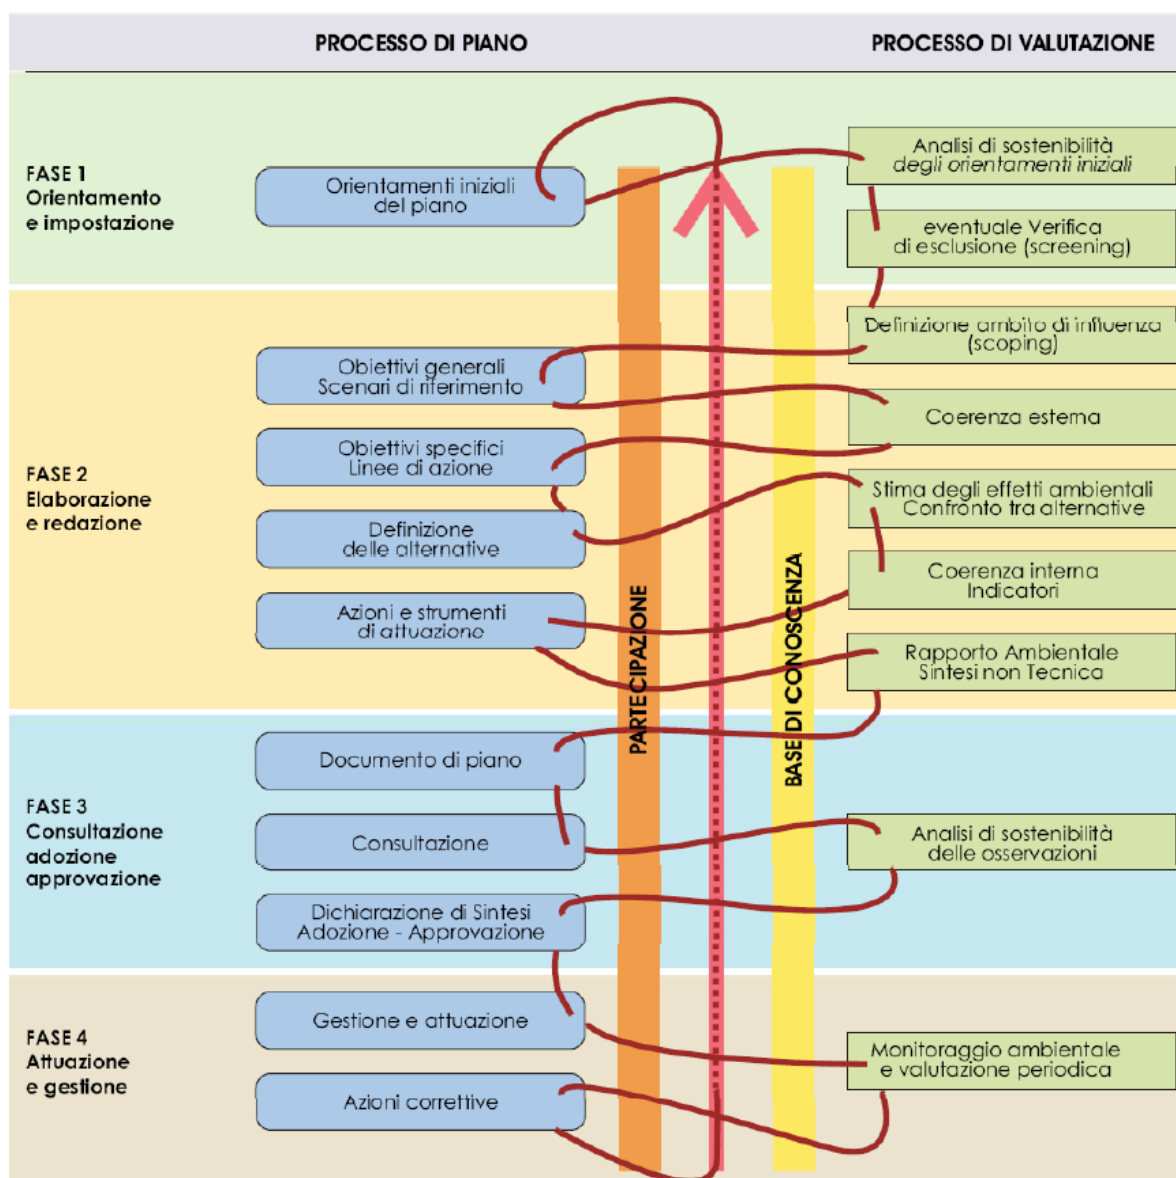 PROCESSO DI PIANO
PROCESSO DI VALUTAZIONE
FASE 1
Orientamento
e impostazione
Orientamenti iniziali
del piano
Analisi di sostenibilità
degli orientamenti iniziali
eventuale Verifica
di esclusione (screening)
FASE 2
Elaborazione
e redazione
Obiettivi generali
Scenari di riferimento
Obiettivi specifici
Linee di azione
Definizione
delle alternative
Azioni e strumenti
di attuazione
Definizione ambito di influenza
(scoping)
Coerenza esterna
Stima degli effetti ambientali
Confronto tra alternative
Coerenza interna
Indicatori
Rapporto Ambientale
Sintesi non Tecnica
PARTECIPAZIONE
BASE DI CONOSCENZA
FASE 3
Consultazione
adozione
approvazione
Documento di piano
Consultazione
Dichiarazione di Sintesi
Adozione - Approvazione
Analisi di sostenibilità
delle osservazioni
FASE 4
Attuazione
e gestione
Gestione e attuazione
Azioni correttive
Monitoraggio ambientale
e valutazione periodica